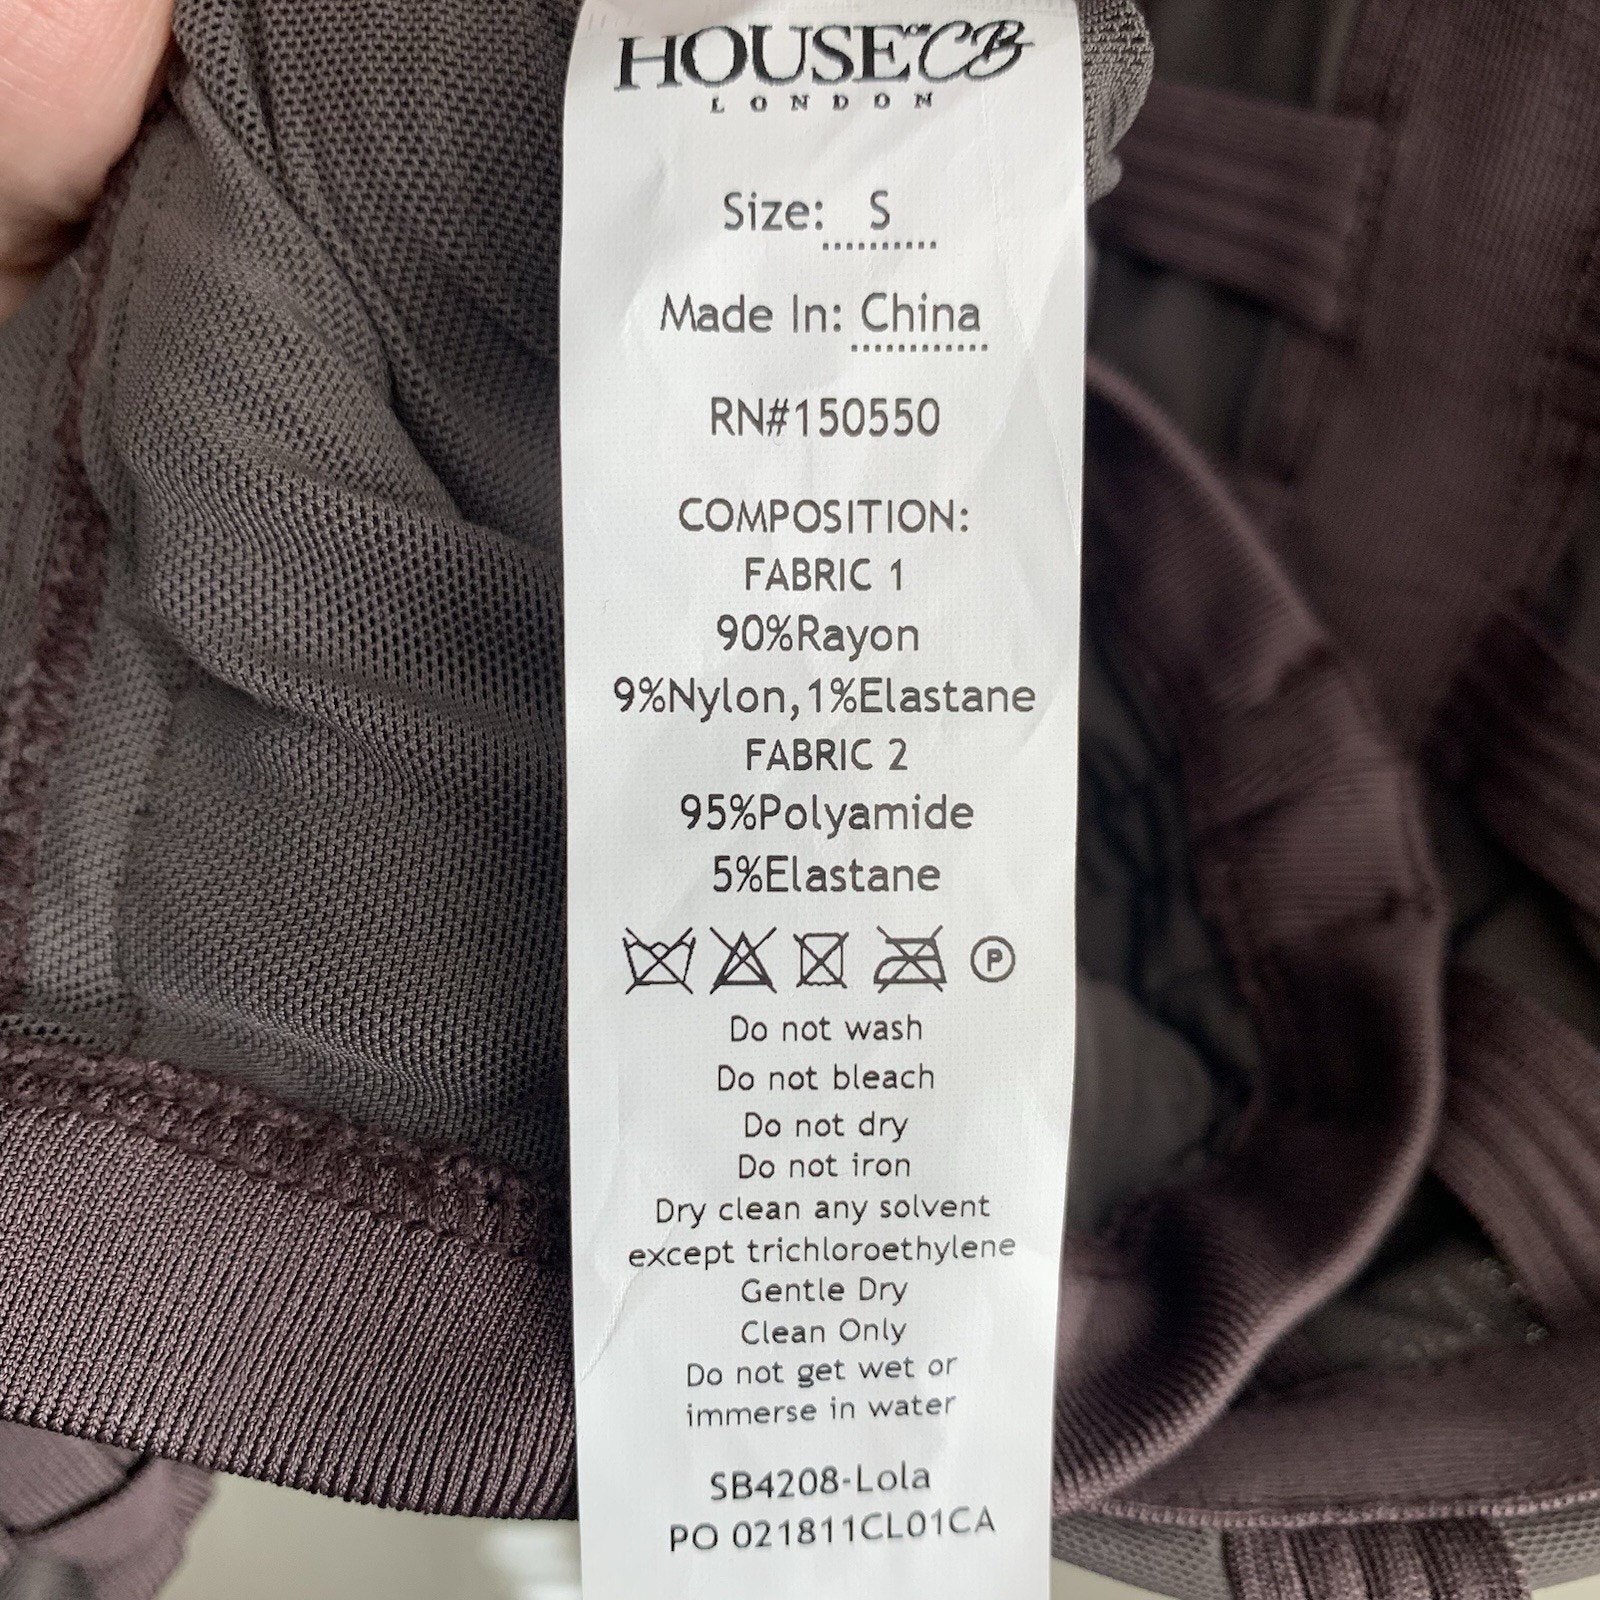 HOUSE OF CB
LONDON
Size: S
Made In: China
RN#150550
COMPOSITION:
FABRIC 1
90%Rayon
9%Nylon,1%Elastane
FABRIC 2
95%Polyamide
5%Elastane
P
Do not wash
Do not bleach
Do not dry
Do not iron
Dry clean any solvent
except trichloroethylene
Gentle Dry
Clean Only
Do not get wet or
immerse in water
SB4208-Lola
PO 021811CL01CA